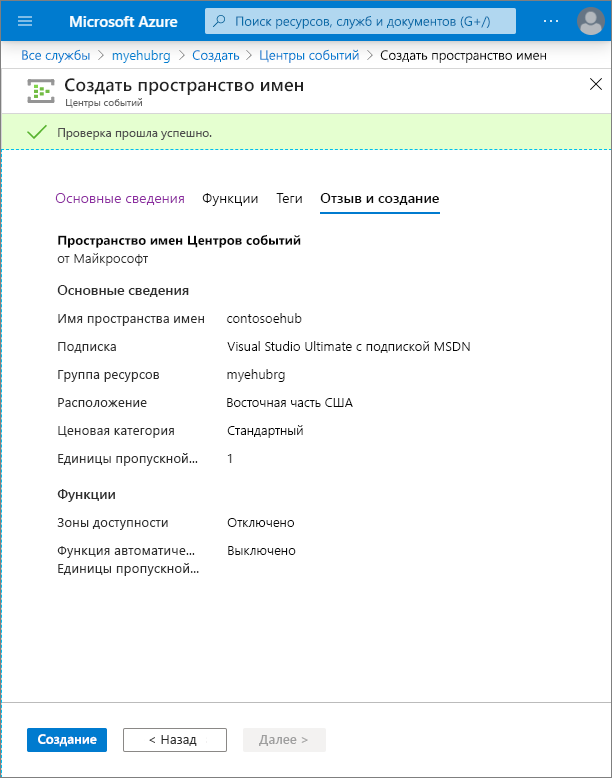 Microsoft Azure
Поиск ресурсов, служб и документов (G+/)
Все службы > myehubrg > Создать > Центры событий > Создать пространство имен
Создать пространство имен
Центры событий
Проверка прошла успешно.
Основные сведения Функции Теги Отзыв и создание
Пространство имен Центров событий
от Майкрософт
Основные сведения
Имя пространства имен contosoehub
Подписка Visual Studio Ultimate с подпиской MSDN
Группа ресурсов myehubrg
Расположение Восточная часть США
Ценовая категория Стандартный
Единицы пропускной... 1
Функции
Зоны доступности Отключено
Функция автоматиче... Выключено
Единицы пропускной...
Создание < Назад Далее >